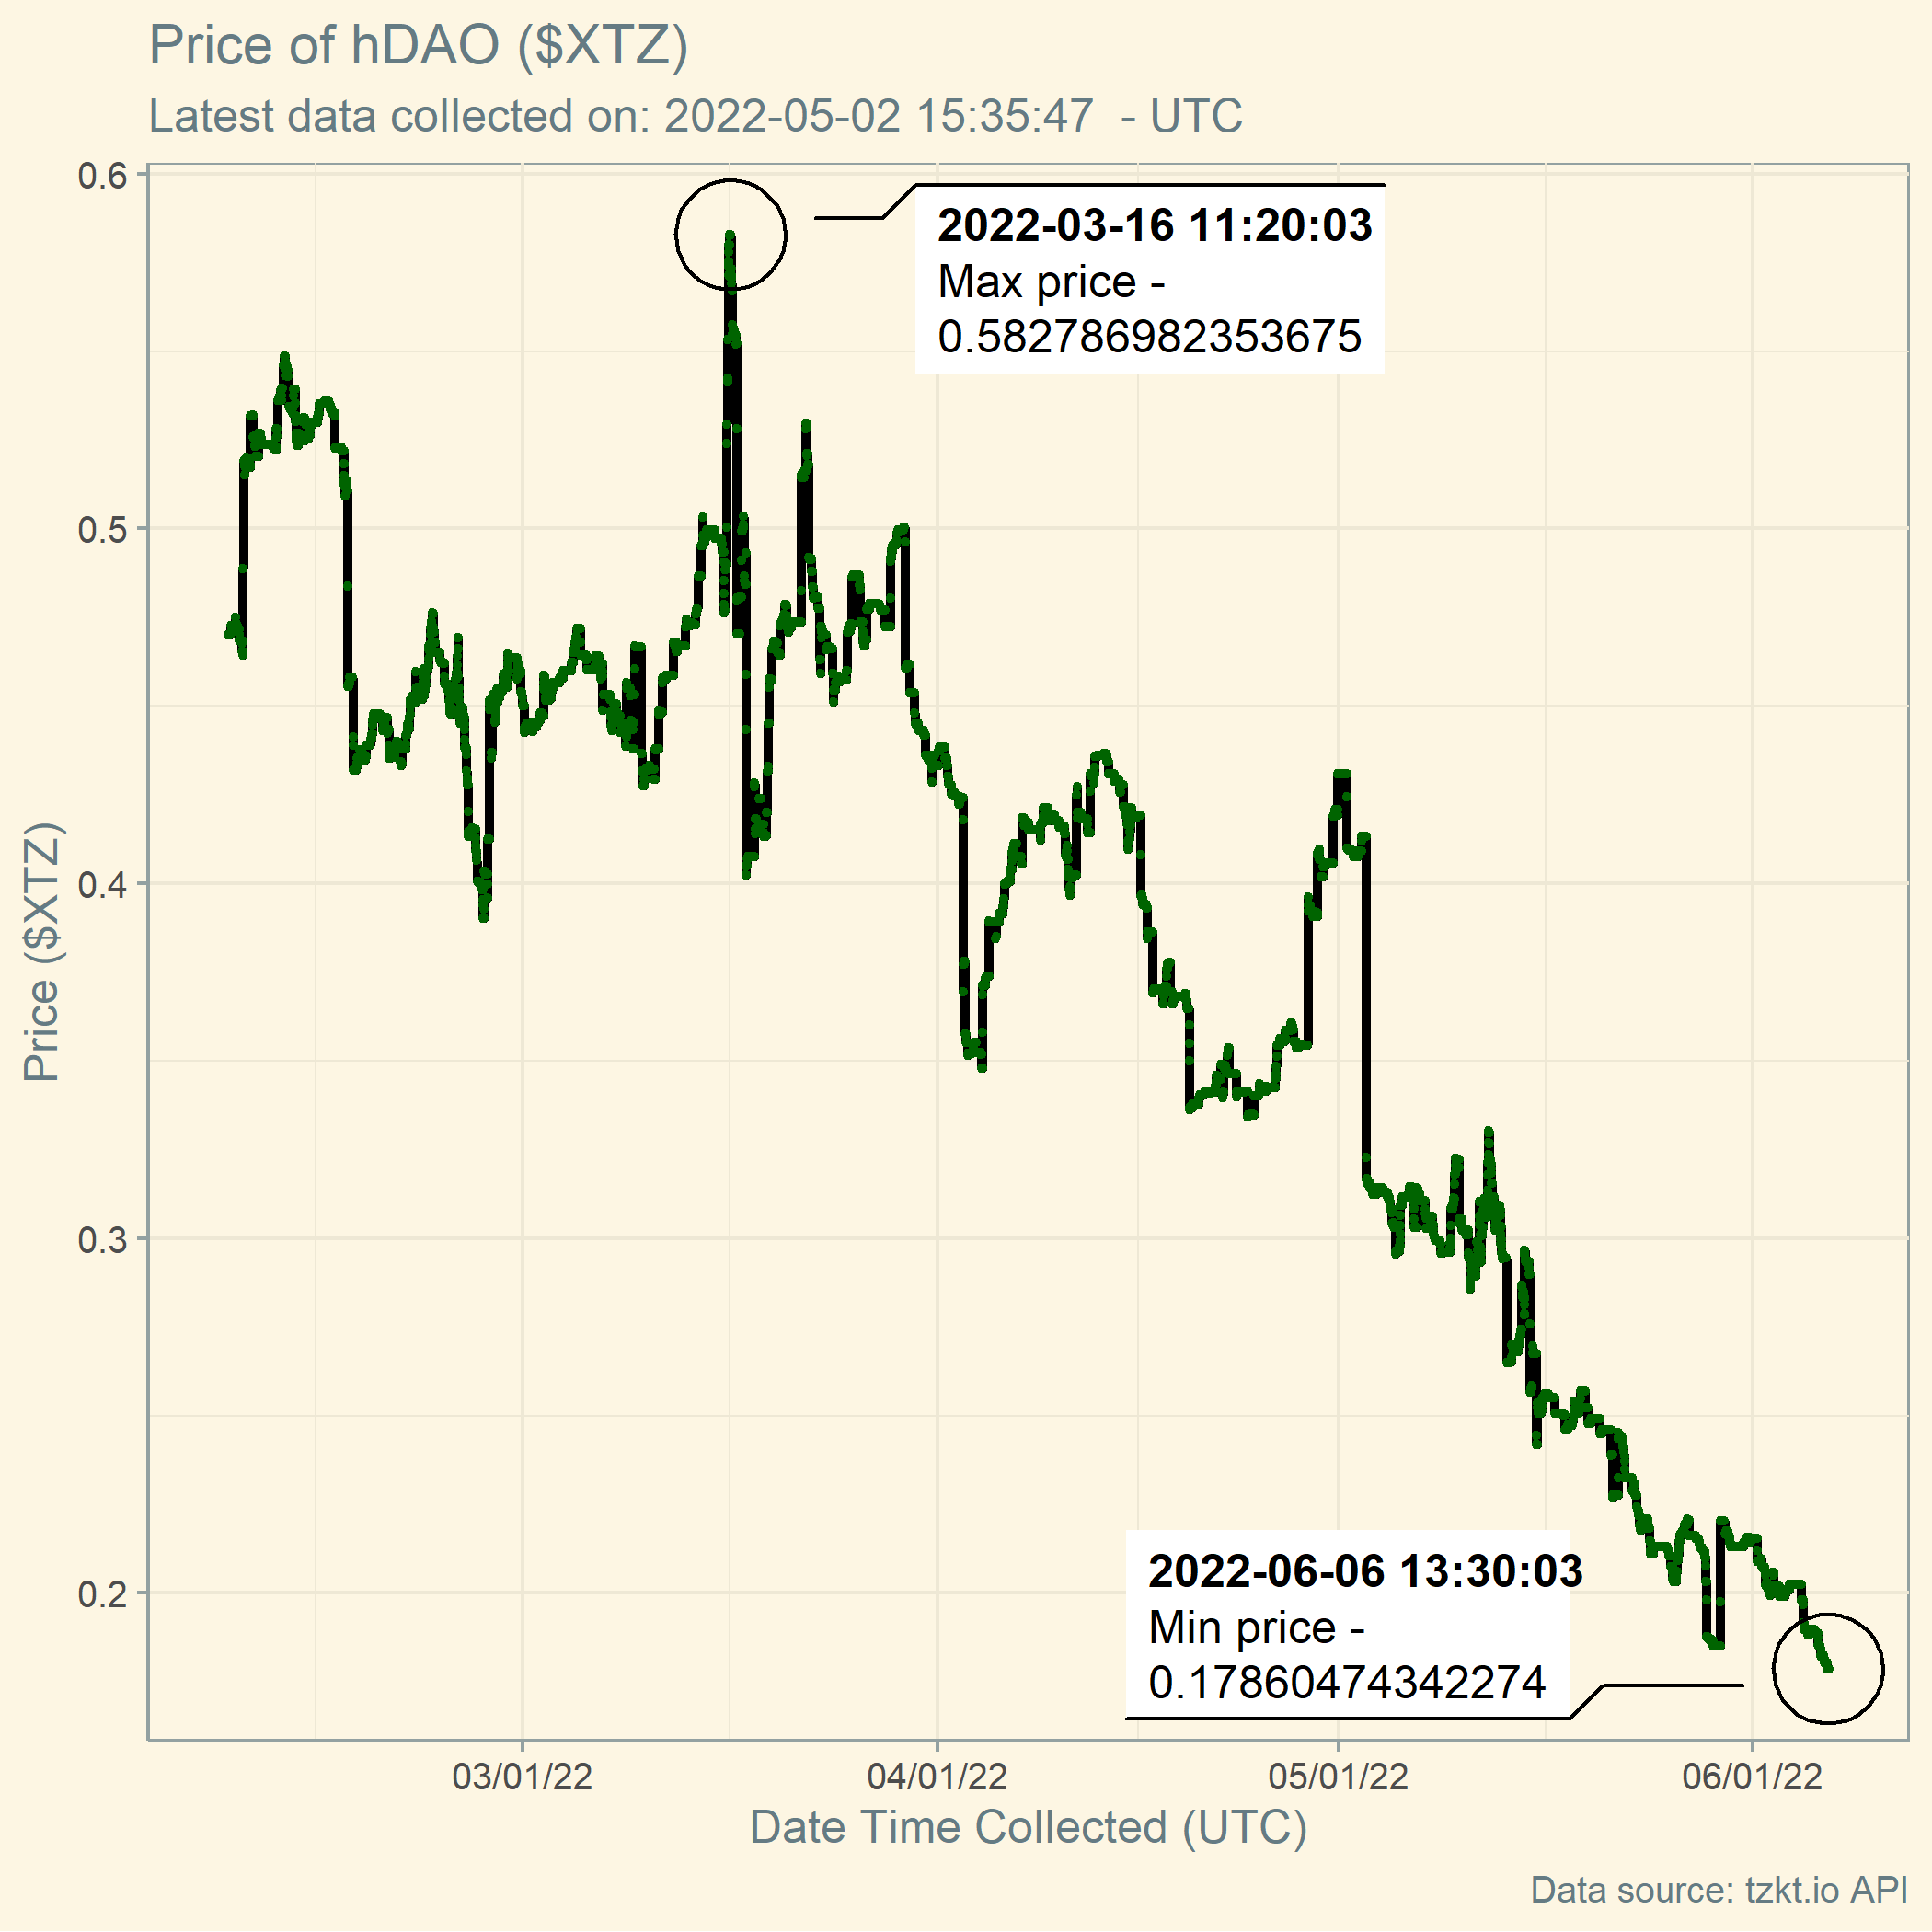 Price of hDAO ($XTZ)
Latest data collected on: 2022-05-02 15:35:47  - UTC
0.6
2022-03-16 11:20:03
Max price -
0.582786982353675
0.5
Price ($XTZ)
0.4
0.3
2022-06-06 13:30:03
Min price -
0.17860474342274
0.2
03/01/22
04/01/22
05/01/22
06/01/22
Date Time Collected (UTC)
Data source: tzkt.io API